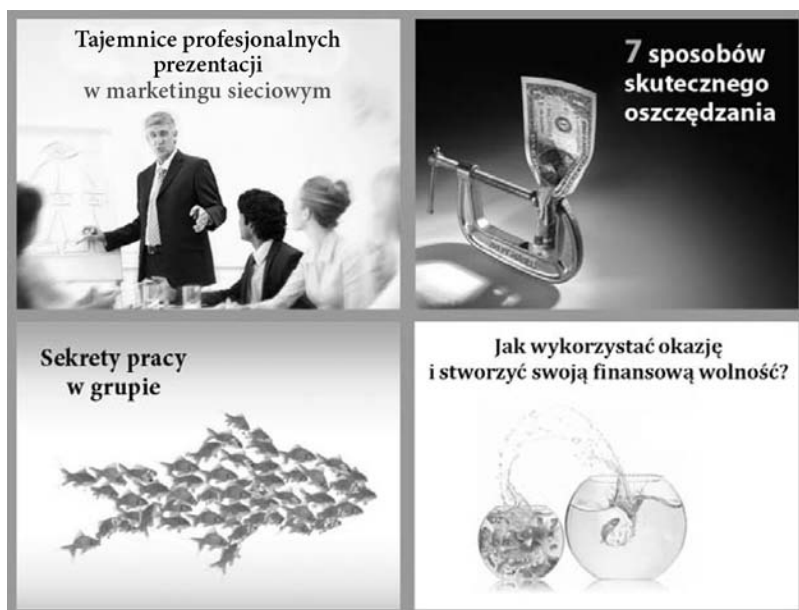 Tajemnice profesjonalnych
prezentacji
w marketingu sieciowym
7 sposobów
skutecznego
oszczędzania
Sekrety pracy
w grupie
Jak wykorzystać okazję
i stworzyć swoją finansową wolność?